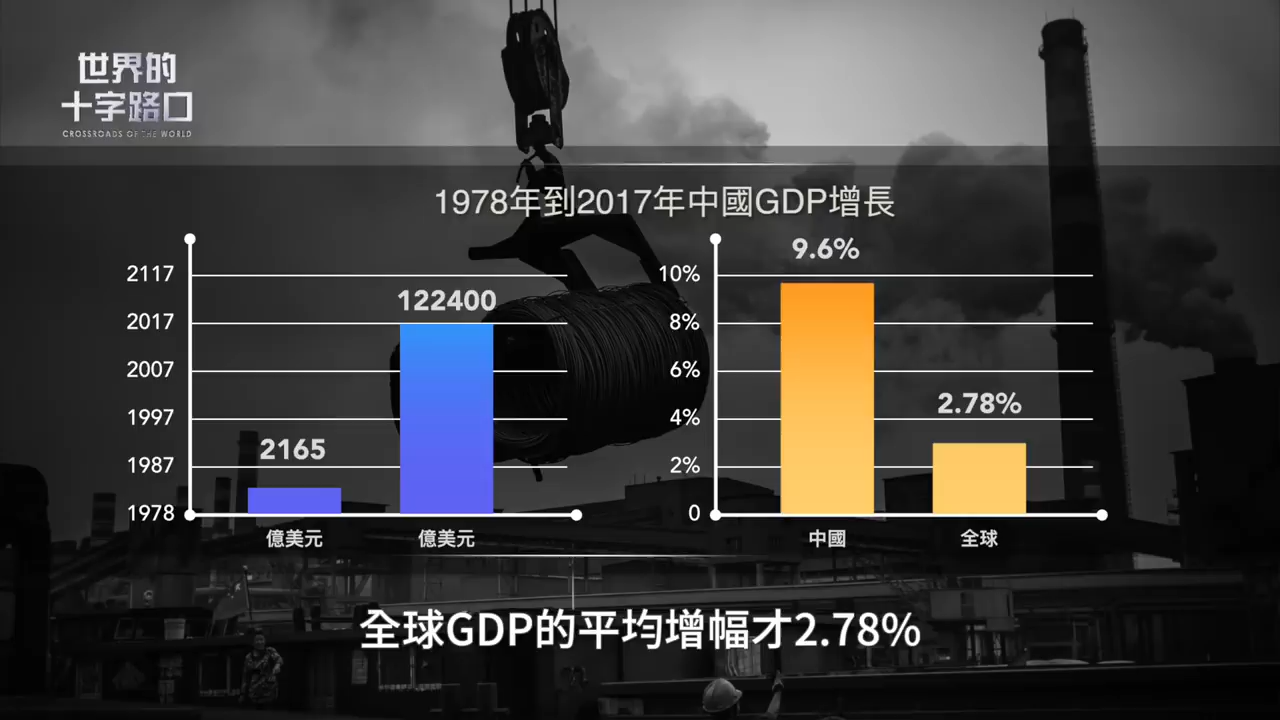 世界的
十字路口
CROSSROADS OF THE WORLD
1978年到2017年中國GDP增長
2117
2017
2007
1997
1987
1978
2165
122400
億美元
億美元
10%
8%
6%
4%
2%
0
9.6%
2.78%
中國
全球
全球GDP的平均增幅才2.78%